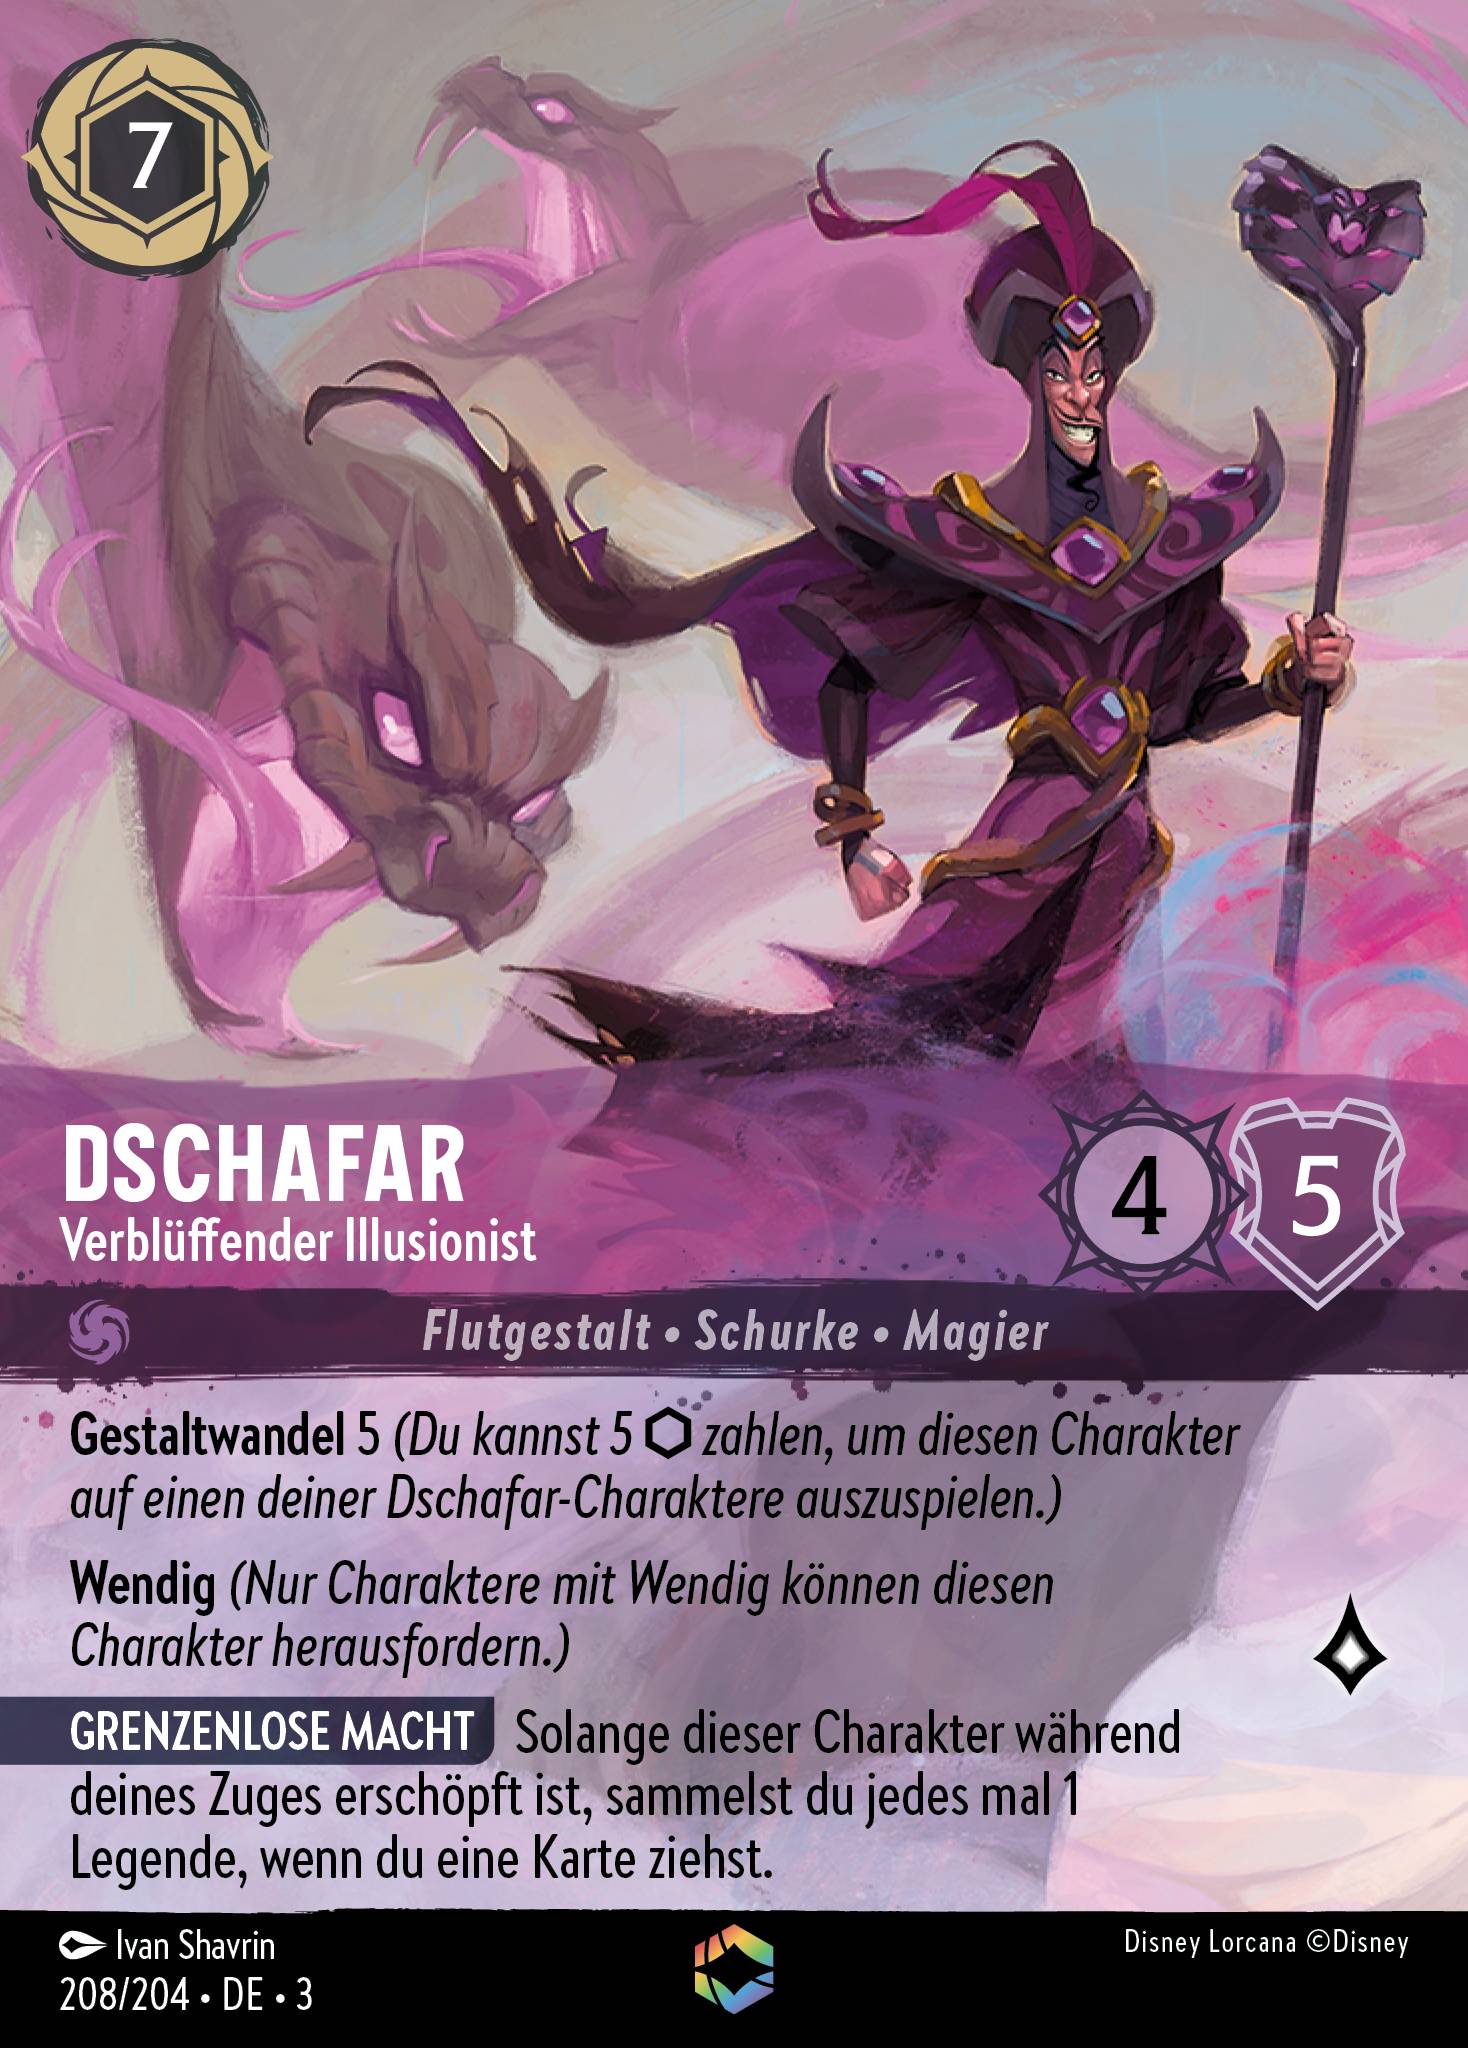 7
DSCHAFAR
Verblüffender Illusionist
4
5
Flutgestalt • Schurke • Magier
Gestaltwandel 5 (Du kannst 5 ⬡ zahlen, um diesen Charakter
auf einen deiner Dschafar-Charaktere auszuspielen.)
Wendig (Nur Charaktere mit Wendig können diesen
Charakter herausfordern.)
GRENZENLOSE MACHT Solange dieser Charakter während
deines Zuges erschöpft ist, sammelst du jedes mal 1
Legende, wenn du eine Karte ziehst.
Ivan Shavrin
Disney Lorcana ©Disney
208/204 • DE • 3